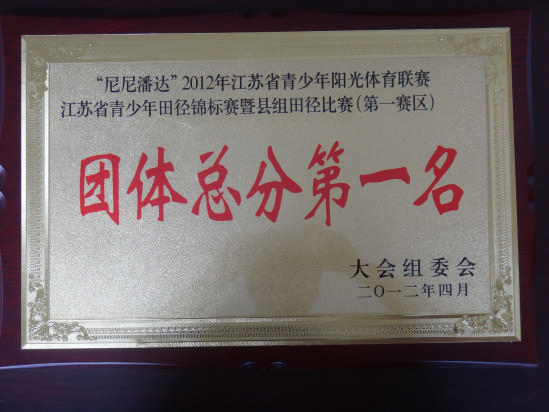 “尼尼潘达”2012年江苏省青少年阳光体育联赛
江苏省青少年田径锦标赛暨县组田径比赛(第一赛区)
团体总分第一名
大会组委会
二〇一二年四月